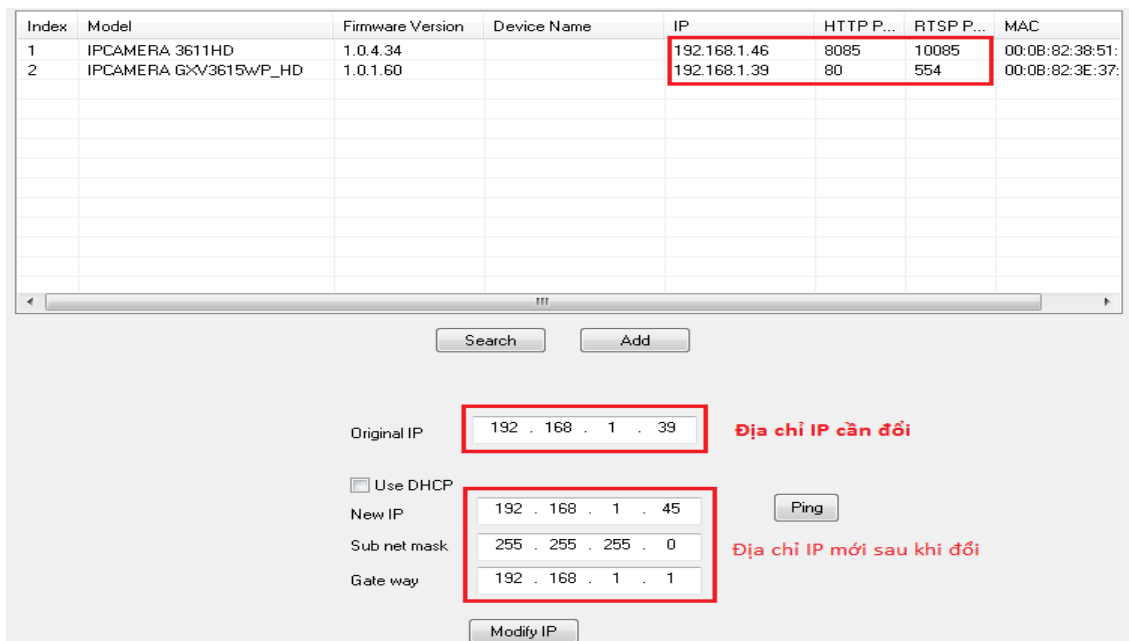 Index Model Firmware Version Device Name IP HTTP P... RTSP P... MAC
1 IPCAMERA 3611HD 1.0.4.34 192.168.1.46 8085 10085 00:0B:82:38:51:
2 IPCAMERA GXV3615WP_HD 1.0.1.60 192.168.1.39 80 554 00:0B:82:3E:37:
Search Add
Original IP 192 . 168 . 1 . 39 Địa chỉ IP cần đổi
Use DHCP
New IP 192 . 168 . 1 . 45 Ping
Sub net mask 255 . 255 . 255 . 0 Địa chỉ IP mới sau khi đổi
Gate way 192 . 168 . 1 . 1
Modify IP